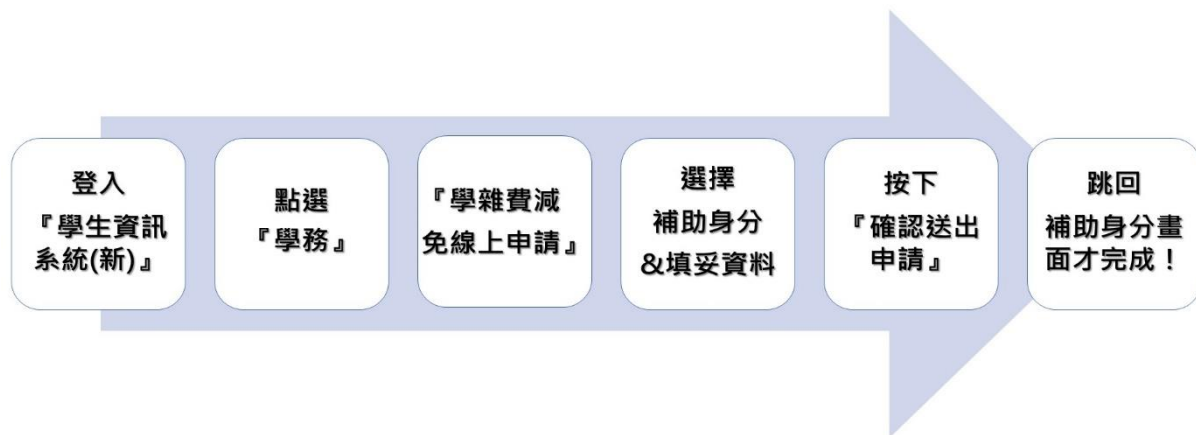 登入
『學生資訊
系統(新)』
點選
『學務』
『學雜費減
免線上申請』
選擇
補助身分
&填妥資料
按下
『確認送出
申請』
跳回
補助身分畫
面才完成！